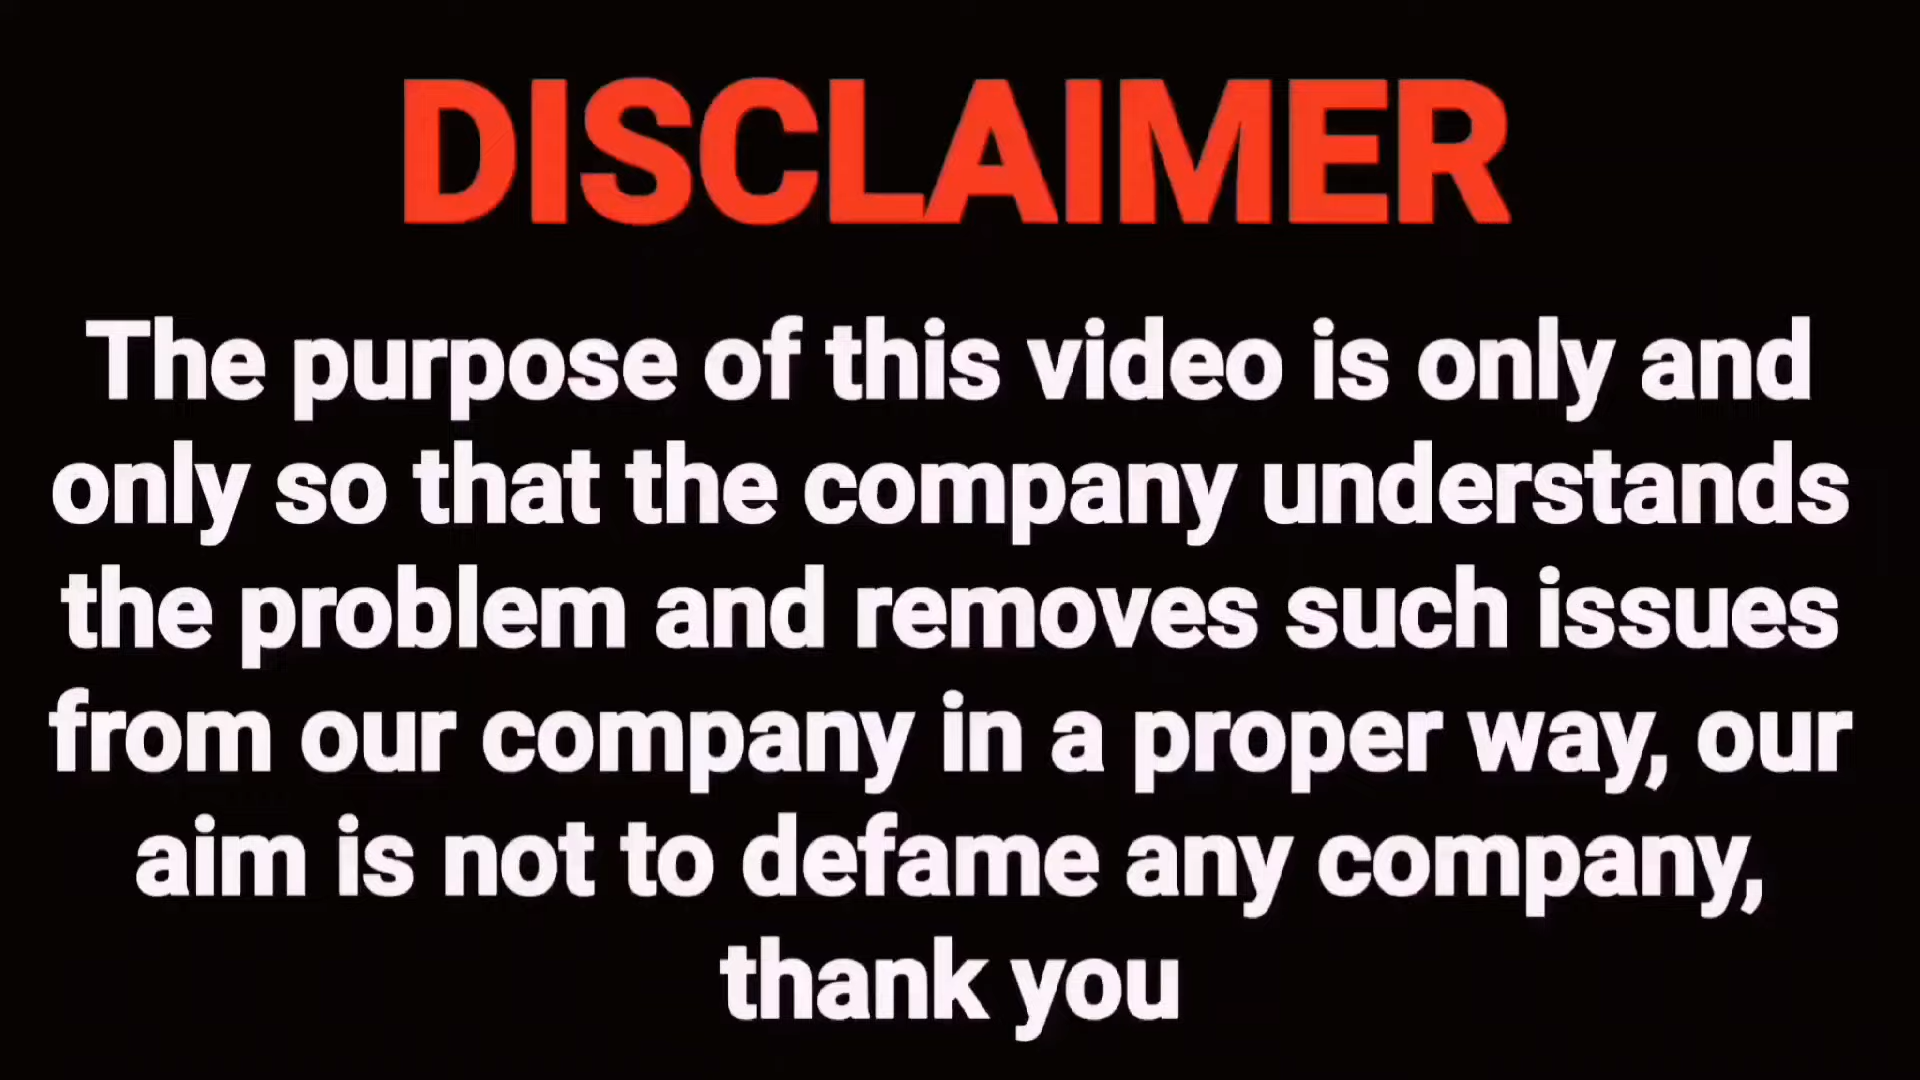 DISCLAIMER
The purpose of this video is only and
only so that the company understands
the problem and removes such issues
from our company in a proper way, our
aim is not to defame any company,
thank you